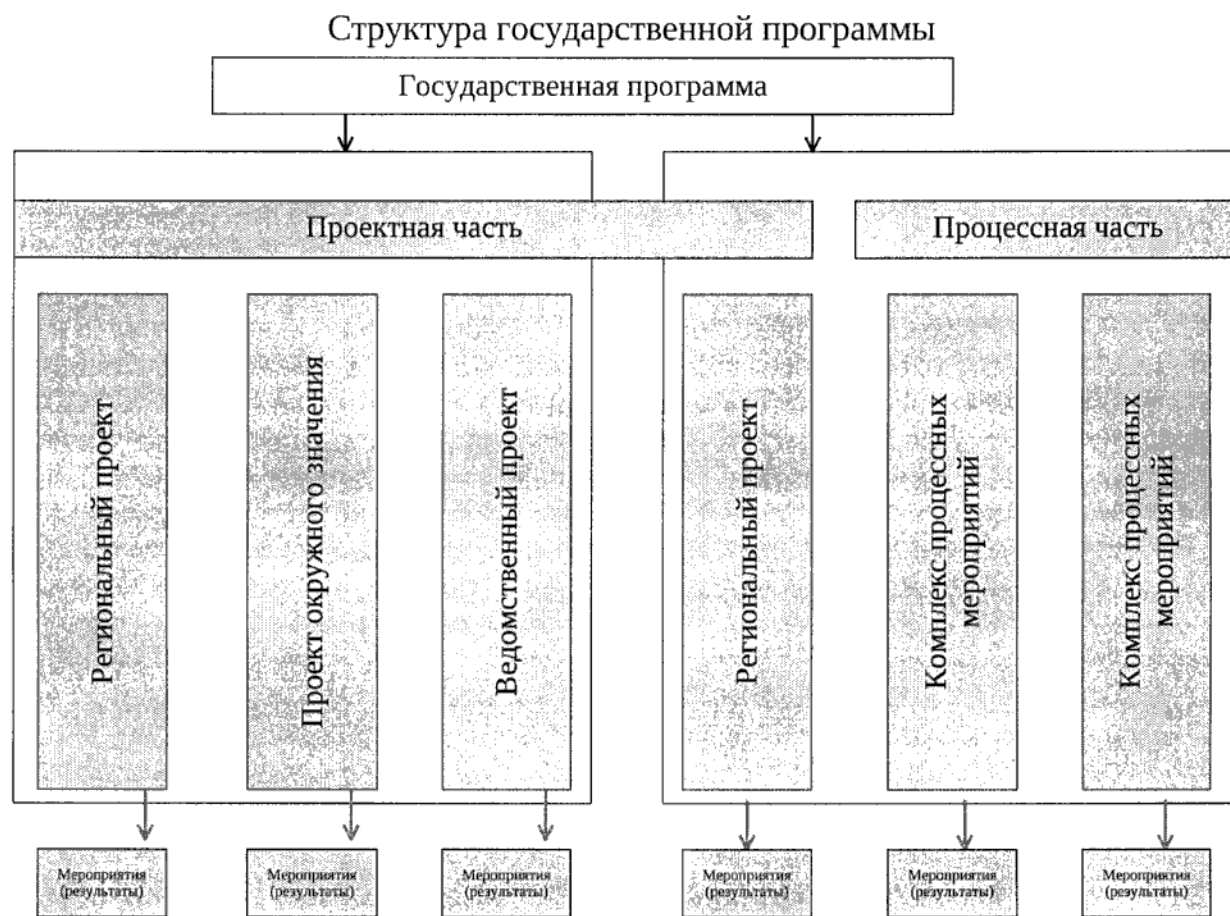 Структура государственной программы
Государственная программа
Проектная часть
Процессная часть
Региональный проект
Проект окружного значения
Ведомственный проект
Региональный проект
Комплекс процессных
мероприятий
Комплекс процессных
мероприятий
Мероприятия
(результаты)
Мероприятия
(результаты)
Мероприятия
(результаты)
Мероприятия
(результаты)
Мероприятия
(результаты)
Мероприятия
(результаты)